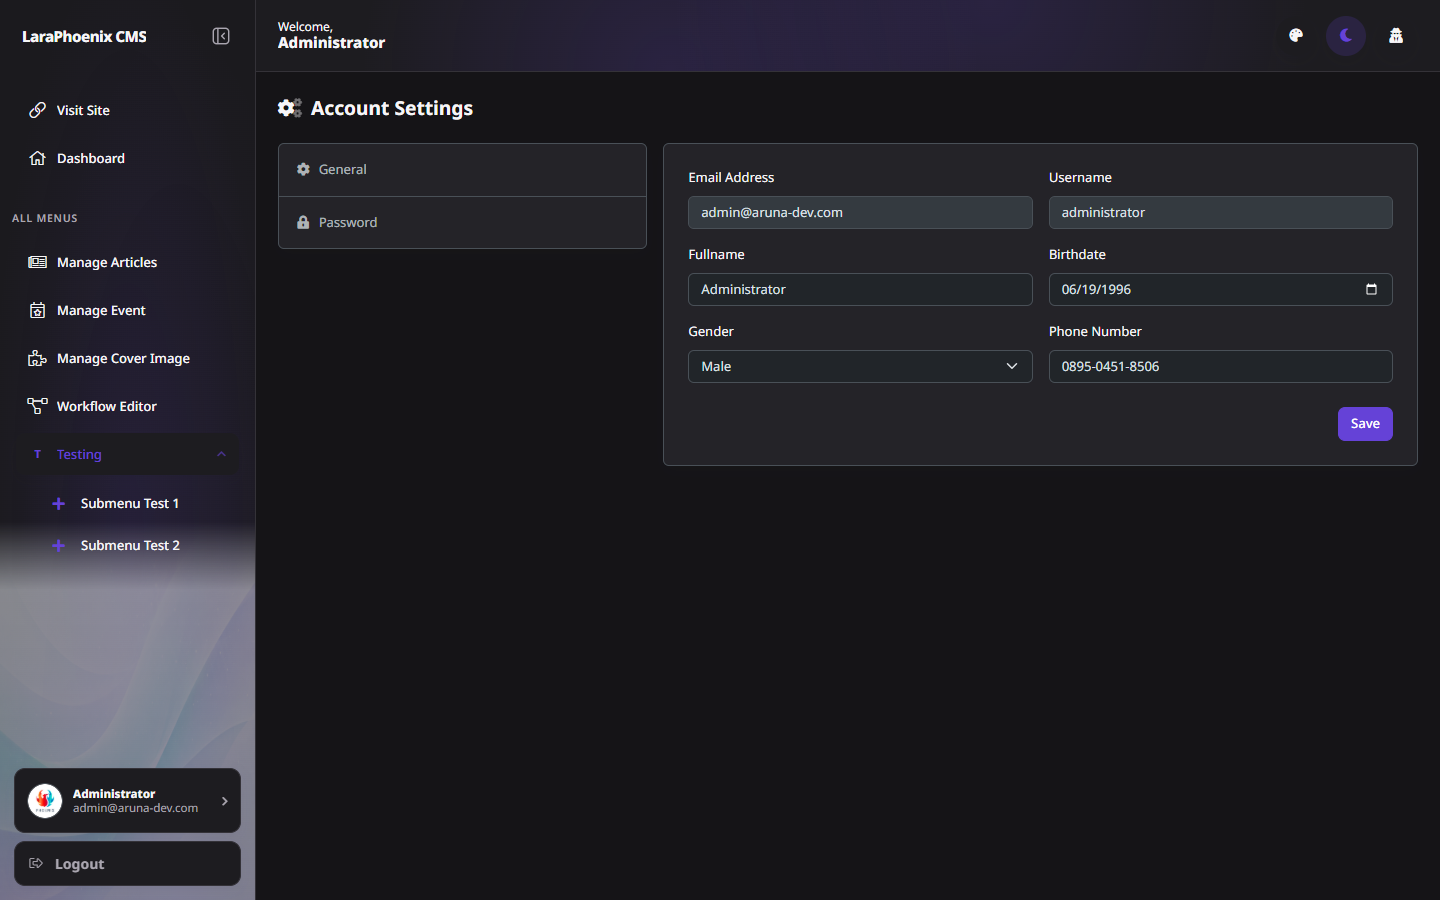 LaraPhoenix CMS
Welcome,
Administrator
Visit Site
Dashboard
ALL MENUS
Manage Articles
Manage Event
Manage Cover Image
Workflow Editor
T Testing
Submenu Test 1
Submenu Test 2
Administrator
admin@aruna-dev.com
Logout
Account Settings
General
Password
Email Address
admin@aruna-dev.com
Username
administrator
Fullname
Administrator
Birthdate
06/19/1996
Gender
Male
Phone Number
0895-0451-8506
Save